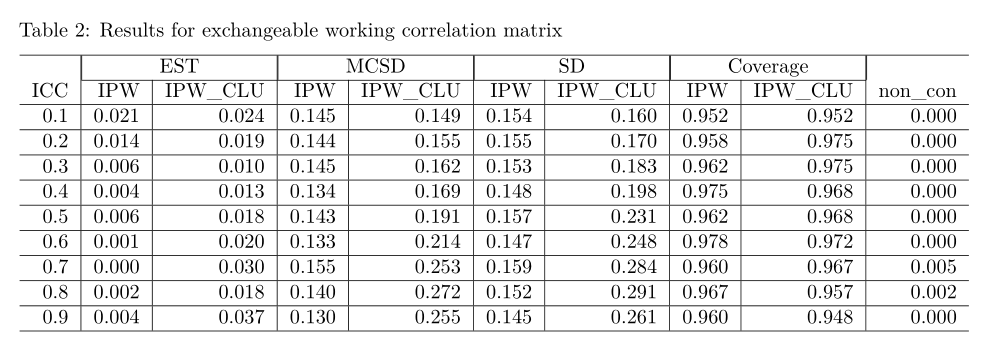 Table 2: Results for exchangeable working correlation matrix
EST MCSD SD Coverage
ICC IPW IPW_CLU IPW IPW_CLU IPW IPW_CLU IPW IPW_CLU non_con
0.1 0.021 0.024 0.145 0.149 0.154 0.160 0.952 0.952 0.000
0.2 0.014 0.019 0.144 0.155 0.155 0.170 0.958 0.975 0.000
0.3 0.006 0.010 0.145 0.162 0.153 0.183 0.962 0.975 0.000
0.4 0.004 0.013 0.134 0.169 0.148 0.198 0.975 0.968 0.000
0.5 0.006 0.018 0.143 0.191 0.157 0.231 0.962 0.968 0.000
0.6 0.001 0.020 0.133 0.214 0.147 0.248 0.978 0.972 0.000
0.7 0.000 0.030 0.155 0.253 0.159 0.284 0.960 0.967 0.005
0.8 0.002 0.018 0.140 0.272 0.152 0.291 0.967 0.957 0.002
0.9 0.004 0.037 0.130 0.255 0.145 0.261 0.960 0.948 0.000